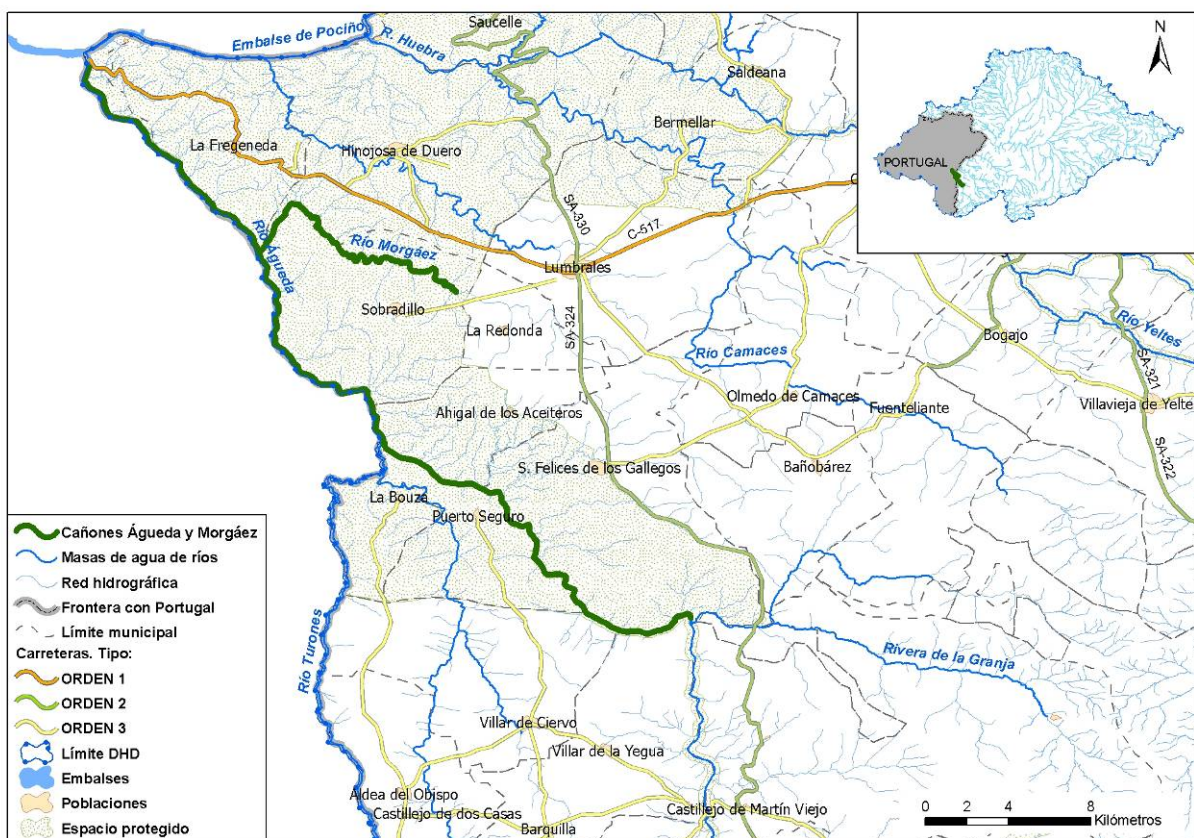 Saucelle
Embalse de Pociño
R. Huebra
Saldeana
N
PORTUGAL
La Fregeneda
Hinojosa de Duero
Bermellar
SA-330
C-517
C
Río Morgáez
Río Águeda
Lumbrales
Sobradillo
La Redonda
SA-324
Río Camaces
Bogajo
Río Yeltes
SA-321
Ahigal de los Aceiteros
Olmedo de Camaces
Fuenteliante
Villavieja de Yelte
S. Felices de los Gallegos
Bañobárez
SA-322
La Bouza
Puerto Seguro
Río Turones
Rivera de la Granja
Villar de Ciervo
Villar de la Yegua
Aldea del Obispo
Castillejo de dos Casas
Castillejo de Martín Viejo
Barquilla
Cañones Águeda y Morgáez
Masas de agua de ríos
Red hidrográfica
Frontera con Portugal
Límite municipal
Carreteras. Tipo:
ORDEN 1
ORDEN 2
ORDEN 3
Límite DHD
Embalses
Poblaciones
Espacio protegido
0 2 4 8
Kilómetros